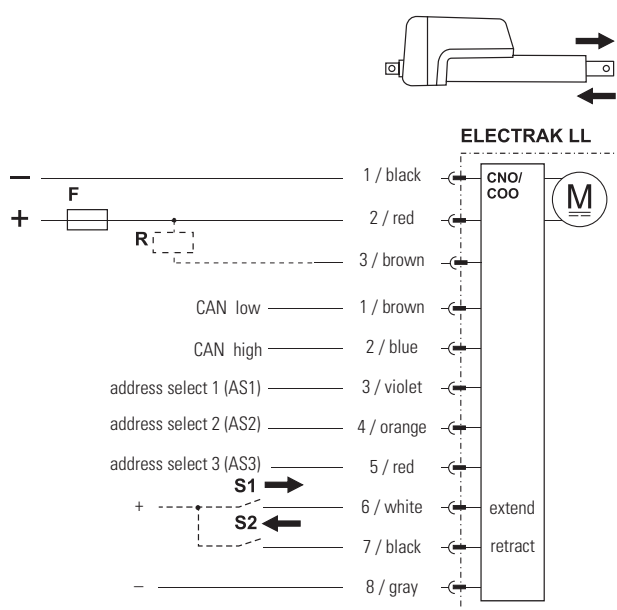 ELECTRAK LL
− 1 / black CNO/
COO
F
+ 2 / red M
R
3 / brown
CAN low 1 / brown
CAN high 2 / blue
address select 1 (AS1) 3 / violet
address select 2 (AS2) 4 / orange
address select 3 (AS3) 5 / red
S1
+ 6 / white extend
S2
7 / black retract
− 8 / gray